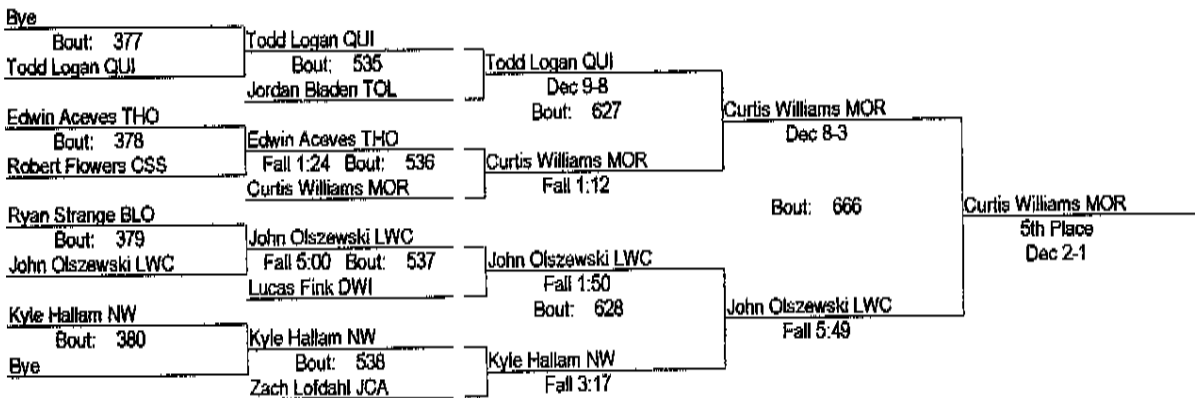 Bye
Bout: 377
Todd Logan QUI
Todd Logan QUI
Bout: 535
Jordan Bladen TOL
Todd Logan QUI
Dec 9-8
Bout: 627
Edwin Aceves THO
Bout: 378
Robert Flowers CSS
Edwin Aceves THO
Fall 1:24 Bout: 536
Curtis Williams MOR
Curtis Williams MOR
Fall 1:12
Curtis Williams MOR
Dec 8-3
Ryan Strange BLO
Bout: 379
John Olszewski LWC
John Olszewski LWC
Fall 5:00 Bout: 537
Lucas Fink DWI
John Olszewski LWC
Fall 1:50
Bout: 628
Kyle Hallam NW
Bout: 380
Bye
Kyle Hallam NW
Bout: 538
Zach Lofdahl JCA
Kyle Hallam NW
Fall 3:17
John Olszewski LWC
Fall 5:49
Bout: 666
Curtis Williams MOR
5th Place
Dec 2-1